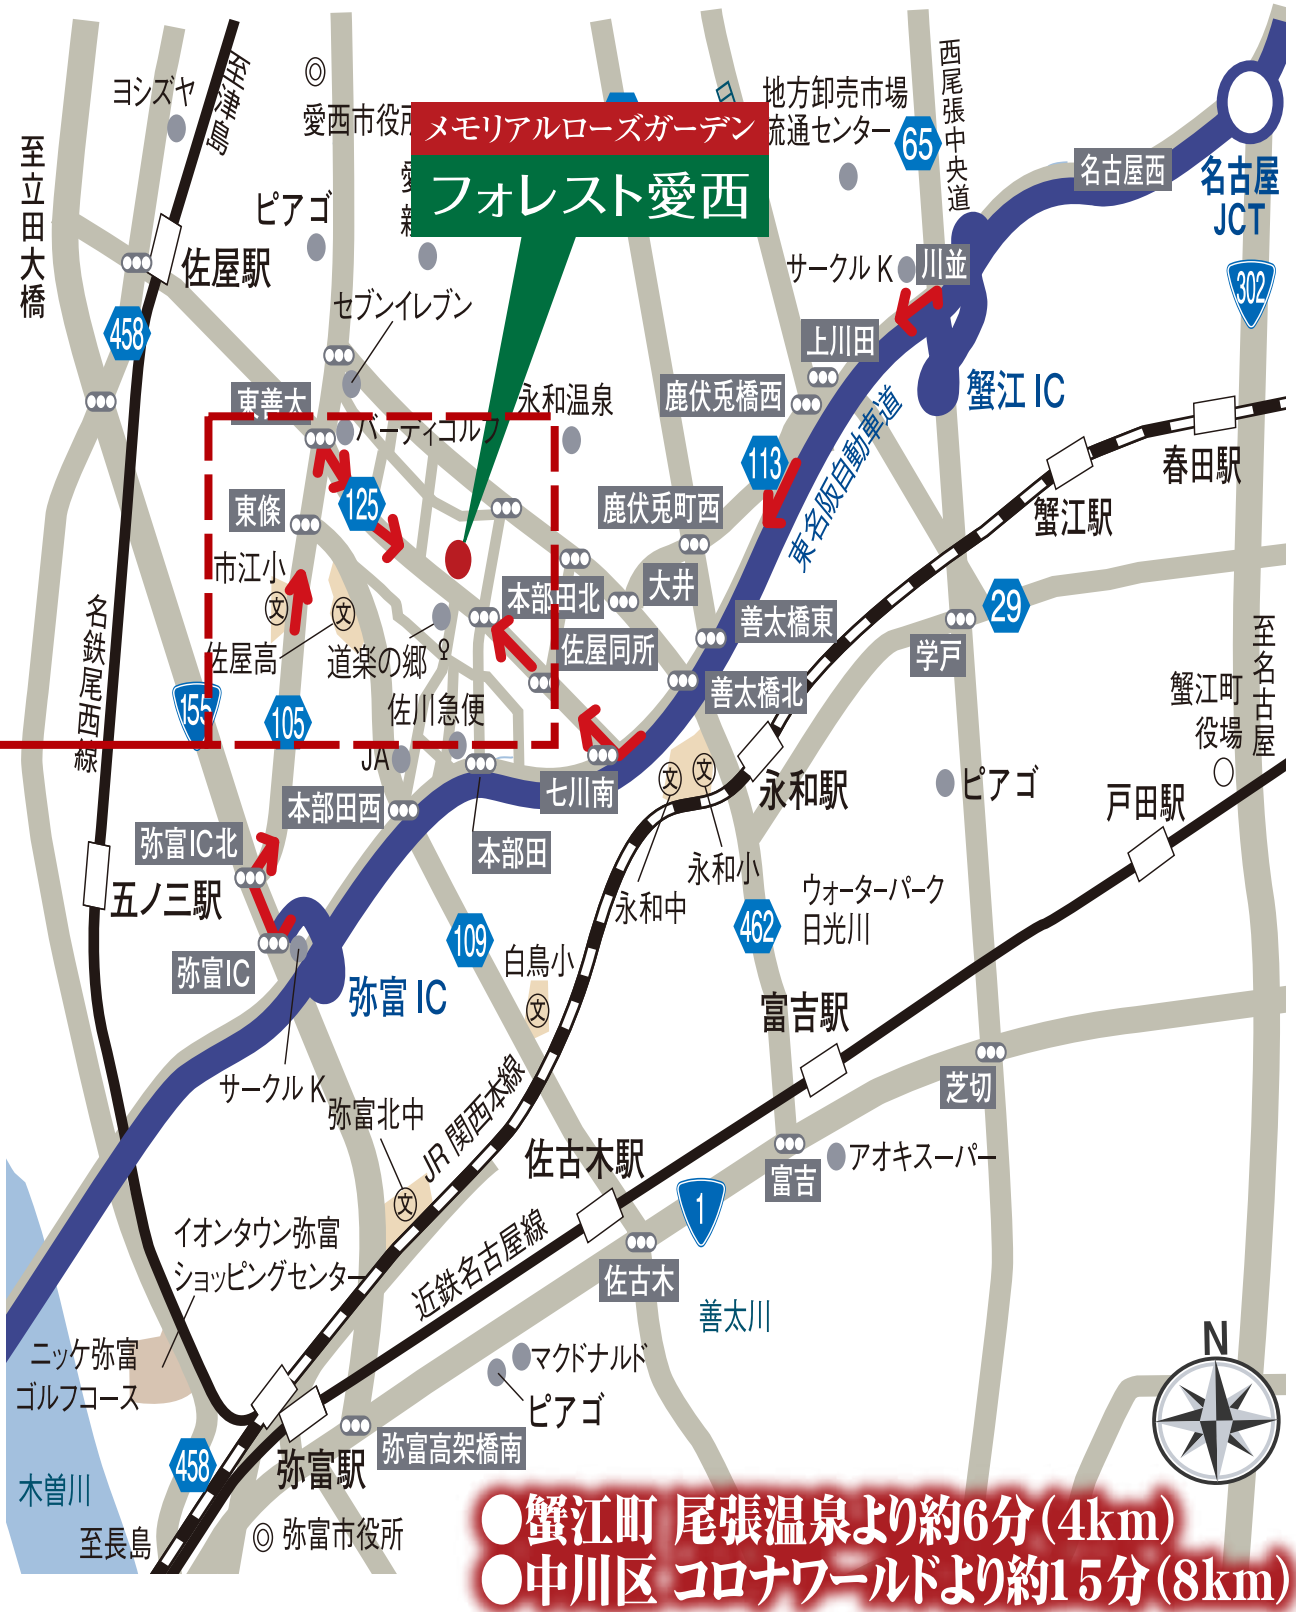 ヨシズヤ
至津島
愛西市役所
メモリアルローズガーデン
フォレスト愛西
地方卸売市場
流通センター
65
西尾張中央道
名古屋西
名古屋
JCT
302
至立田大橋
ピアゴ
佐屋駅
458
セブンイレブン
サークルK
川並
上川田
蟹江 IC
鹿伏兎橋西
東善太
バーディゴルフ
永和温泉
113
東名阪自動車道
春田駅
蟹江駅
125
東條
鹿伏兎町西
市江小
文
文
大井
本部田北
佐屋同所
善太橋東
善太橋北
29
学戸
至名古屋
名鉄尾西線
佐屋高
道楽の郷
佐川急便
155
105
JA
蟹江町
役場
ピアゴ
戸田駅
七川南
文
文
永和駅
本部田西
本部田
弥富IC北
五ノ三駅
弥富IC
弥富 IC
永和中
永和小
462
ウォーターパーク
日光川
109
白鳥小
文
富吉駅
サークルK
弥富北中
文
JR 関西本線
芝切
富吉
アオキスーパー
佐古木駅
1
近鉄名古屋線
佐古木
善太川
イオンタウン弥富
ショッピングセンター
ニッケ弥富
ゴルフコース
マクドナルド
ピアゴ
N
弥富高架橋南
弥富駅
458
木曽川
至長島
弥富市役所
●蟹江町 尾張温泉より約6分(4km)
●中川区 コロナワールドより約15分(8km)